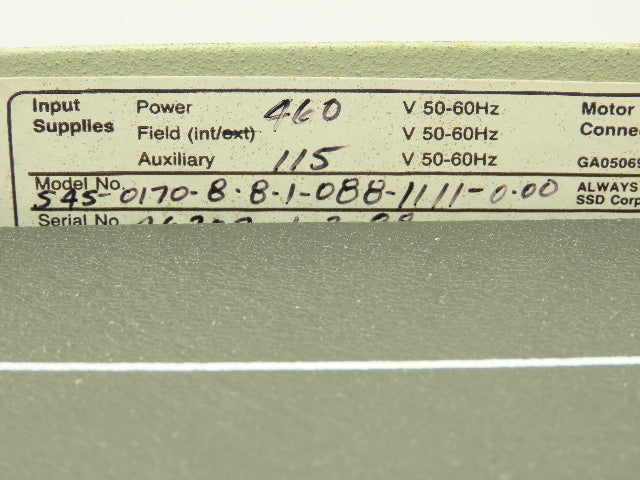 Input Supplies Power 460 V 50-60Hz Motor Conne
Field (int/ext) V 50-60Hz
Auxiliary 115 V 50-60Hz GA05069
Model No. 545-0170-8-8-1-088-1111-0-00 ALWAYS
SSD Corp
Serial No